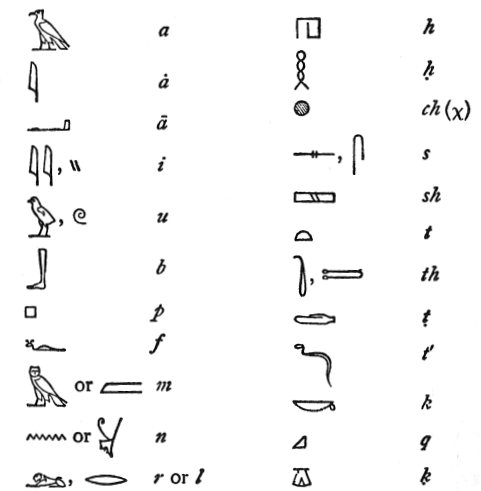 𓄿 a
𓇋 ȧ
𓂝 ā
𓇌, 𓏭 i
𓅱, 𓏲 u
𓃀 b
𓊪 p
𓆑 f
𓅓 or 𓐝 m
𓈖 or 𓋔 n
𓃭, 𓂋 r or l
𓉔 h
𓎛 ḥ
𓐍 ch (χ)
𓊃, 𓋴 s
𓈙 sh
𓏏 t
𓍘, 𓍿 th
𓂧 ṭ
𓆓 t'
𓎡 k
𓈎 q
𓎼 ḳ